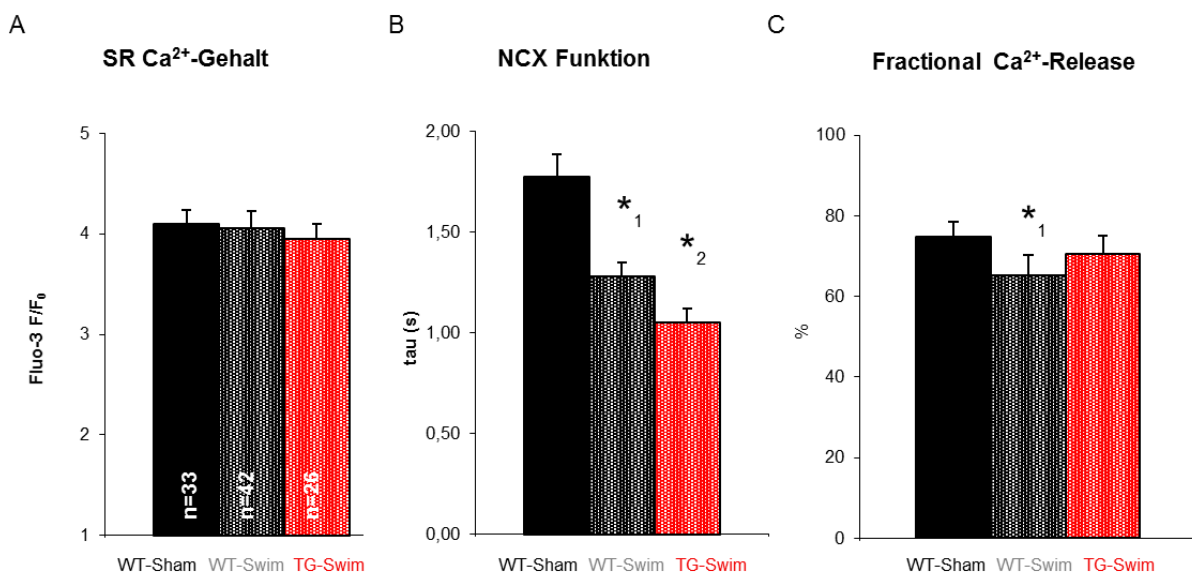 A
SR Ca²⁺-Gehalt
5
4
3
2
1
Fluo-3 F/F₀
n=33
n=42
n=26
WT-Sham WT-Swim TG-Swim
B
NCX Funktion
2,00
1,50
1,00
0,50
0,00
tau (s)
*1
*2
WT-Sham WT-Swim TG-Swim
C
Fractional Ca²⁺-Release
100
80
60
40
20
0
%
*1
WT-Sham WT-Swim TG-Swim